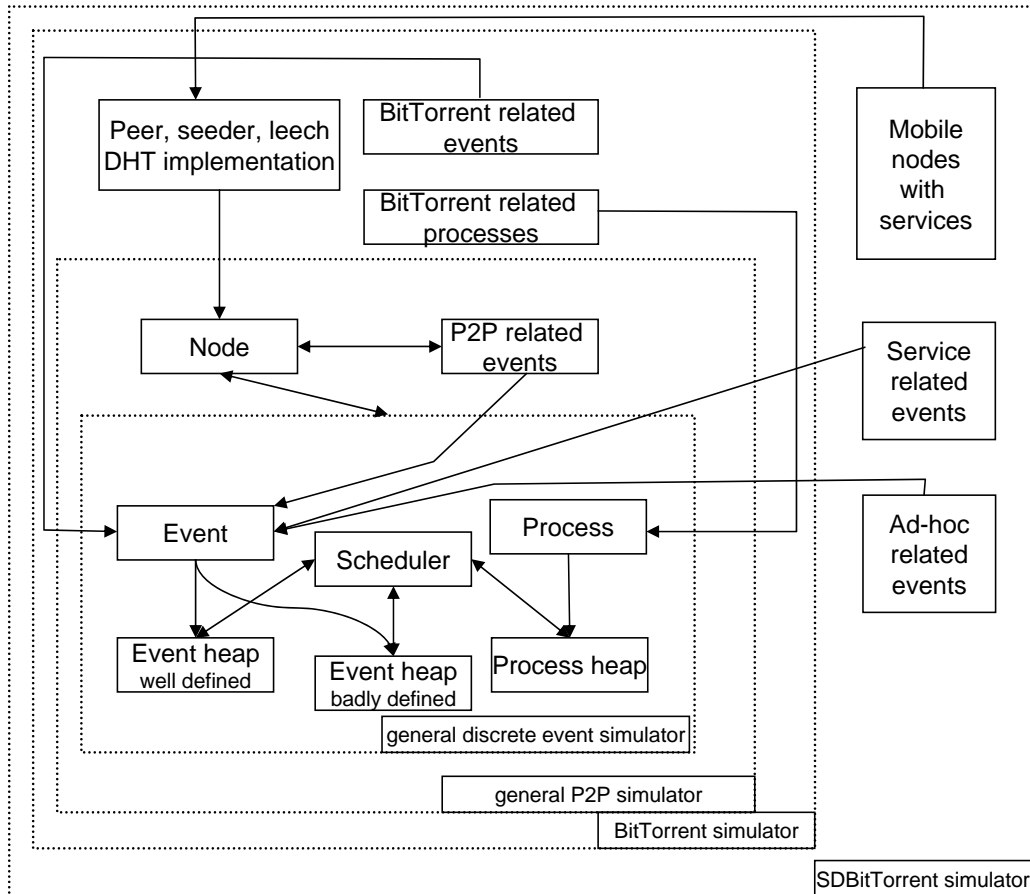 Peer, seeder, leech
DHT implementation
BitTorrent related
events
Mobile
nodes
with
services
BitTorrent related
processes
Node
P2P related
events
Service
related
events
Event
Scheduler
Process
Ad-hoc
related
events
Event heap
well defined
Event heap
badly defined
Process heap
general discrete event simulator
general P2P simulator
BitTorrent simulator
SDBitTorrent simulator